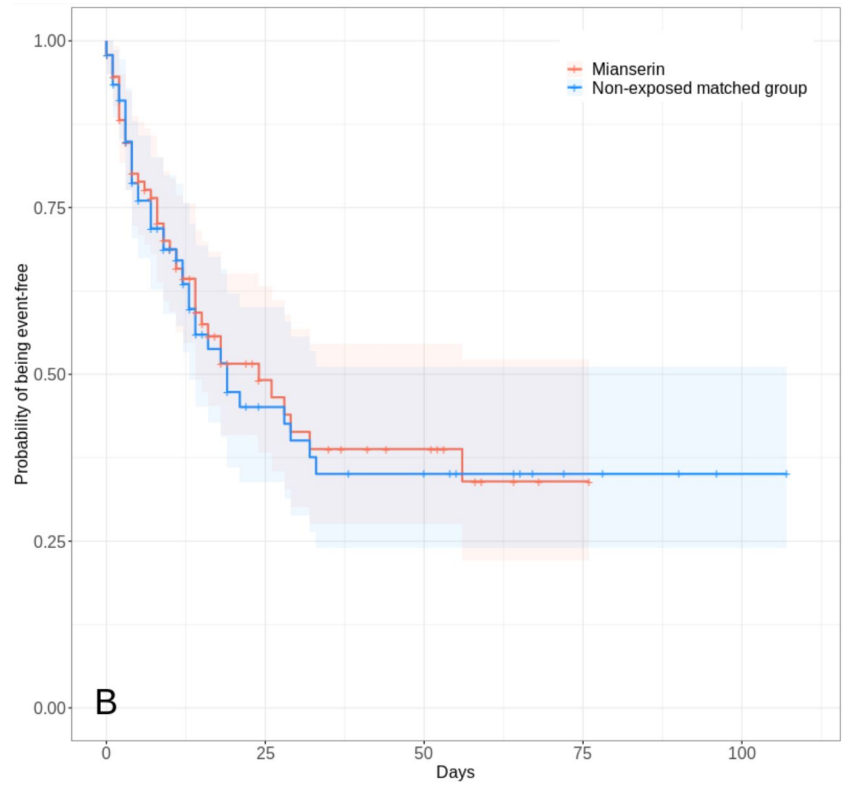 1.00
0.75
0.50
0.25
0.00
Probability of being event-free
Mianserin
Non-exposed matched group
B
0 25 50 75 100
Days